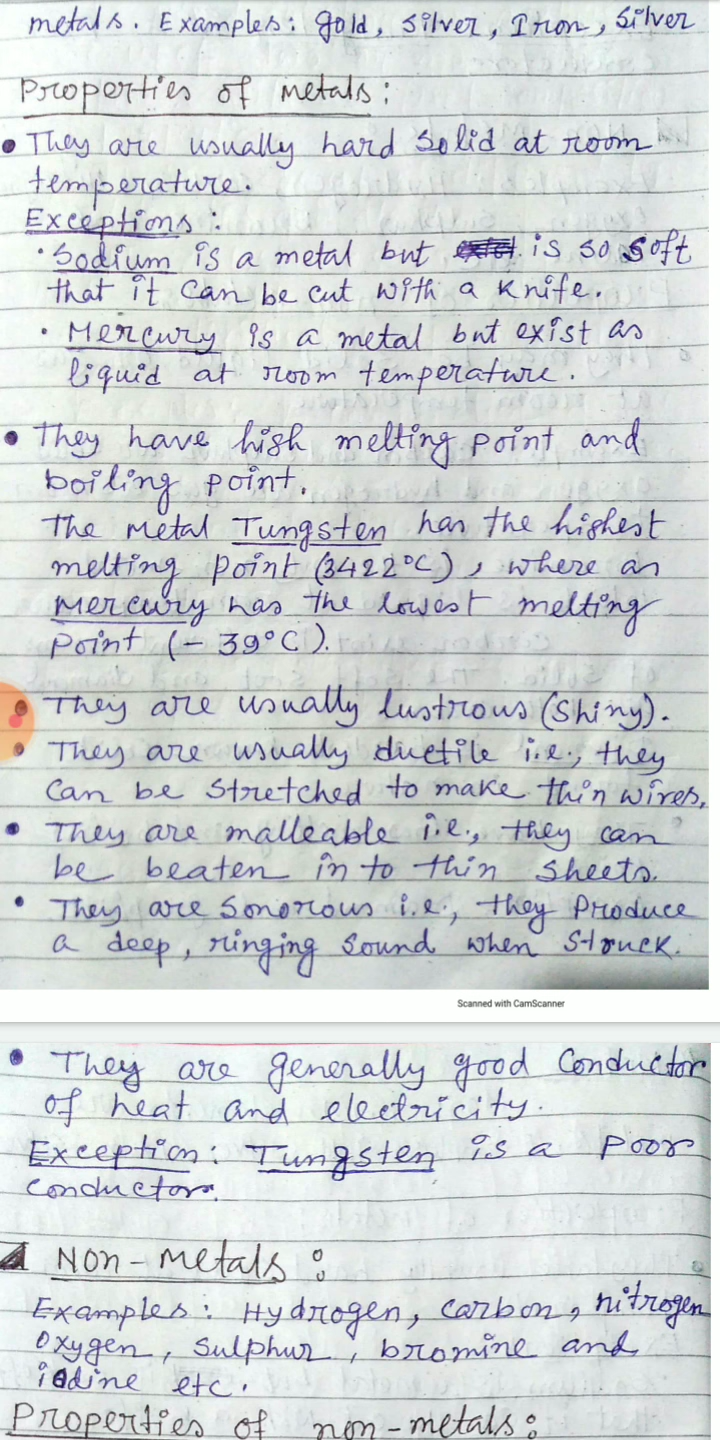 metals. Examples: gold, silver, Iron, Silver
Properties of metals:
• They are usually hard solid at room
temperature.
Exceptions:
• Sodium is a metal but is so soft
that it can be cut with a knife.
• Mercury is a metal but exist as
liquid at room temperature.
• They have high melting point and
boiling point.
The metal Tungsten has the highest
melting point (3422°C), where as
Mercury has the lowest melting
point (-39°C).
• They are usually lustrous (Shiny).
• They are usually ductile i.e., they
can be stretched to make thin wires.
• They are malleable i.e., they can
be beaten in to thin sheets.
• They are sonorous i.e., they produce
a deep, ringing sound when struck.
Scanned with CamScanner
• They are generally good conductor
of heat and electricity.
Exception: Tungsten is a poor
conductor.
Non-metals:
Examples: Hydrogen, carbon, nitrogen
Oxygen, sulphur, bromine and
iodine etc.
Properties of non-metals: